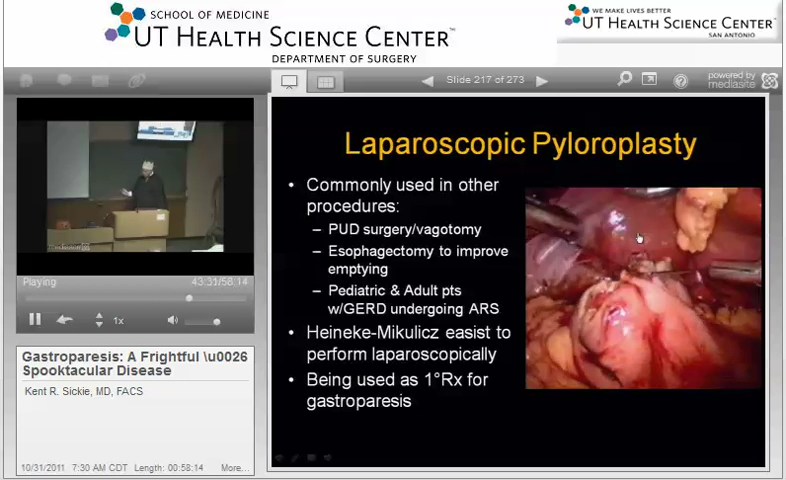 SCHOOL OF MEDICINE
UT HEALTH SCIENCE CENTER™
DEPARTMENT OF SURGERY
WE MAKE LIVES BETTER
UT HEALTH SCIENCE CENTER™
SAN ANTONIO
Slide 217 of 273
powered by
mediasite
Playing
43:31/58:14
1x
Gastroparesis: A Frightful \u0026
Spooktacular Disease
Kent R. Sickie, MD, FACS
10/31/2011 7:30 AM CDT Length: 00:58:14 More...
Laparoscopic Pyloroplasty
• Commonly used in other
procedures:
– PUD surgery/vagotomy
– Esophagectomy to improve
emptying
– Pediatric & Adult pts
w/GERD undergoing ARS
• Heineke-Mikulicz easist to
perform laparoscopically
• Being used as 1°Rx for
gastroparesis